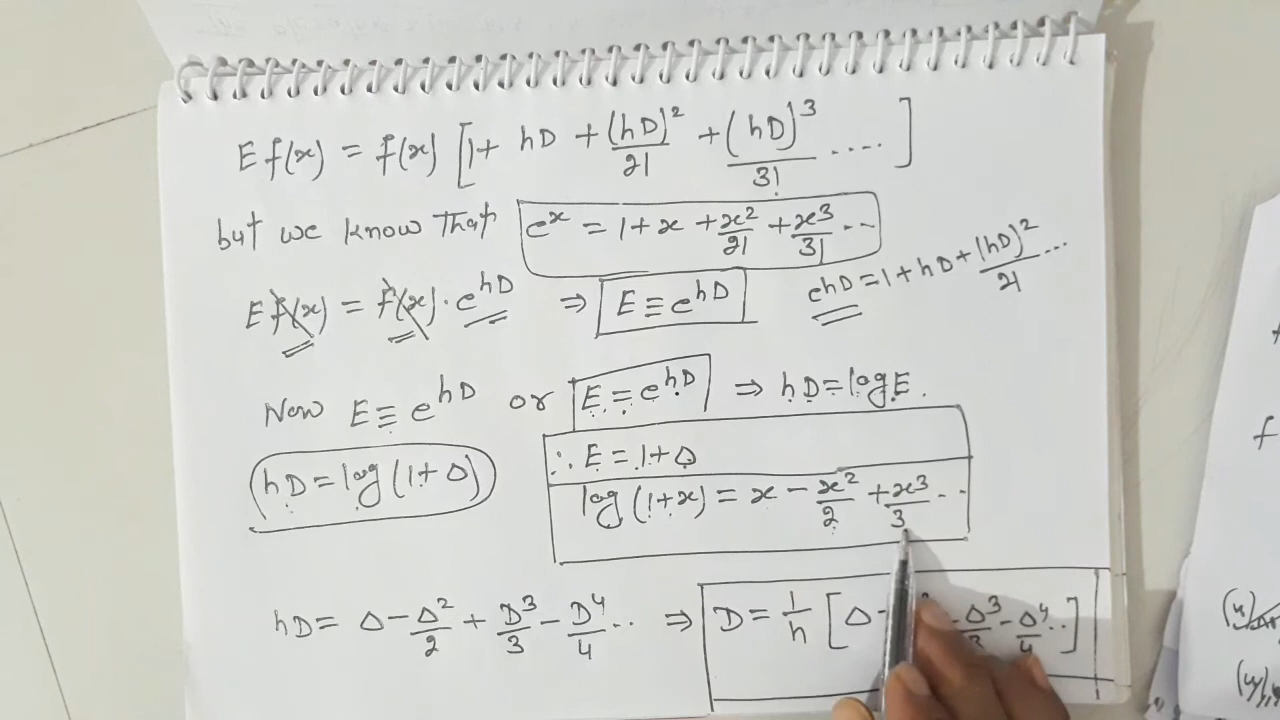 E f(x) = f(x) [1 + hD + (hD)²/2! + (hD)³/3! ....]
but we know that e^x = 1 + x + x²/2! + x³/3! ..
E f(x) = f(x) . e^hD ⇒ E ≡ e^hD
e^hD = 1 + hD + (hD)²/2! ...
Now E ≡ e^hD or E = e^hD ⇒ hD = log E.
hD = log (1 + Δ)
∴ E = 1 + Δ
log (1+x) = x - x²/2 + x³/3 ..
hD = Δ - Δ²/2 + D³/3 - D⁴/4 .. ⇒ D = 1/h [Δ - Δ³ - Δ⁴/4 ..]
f
(y)
(y)